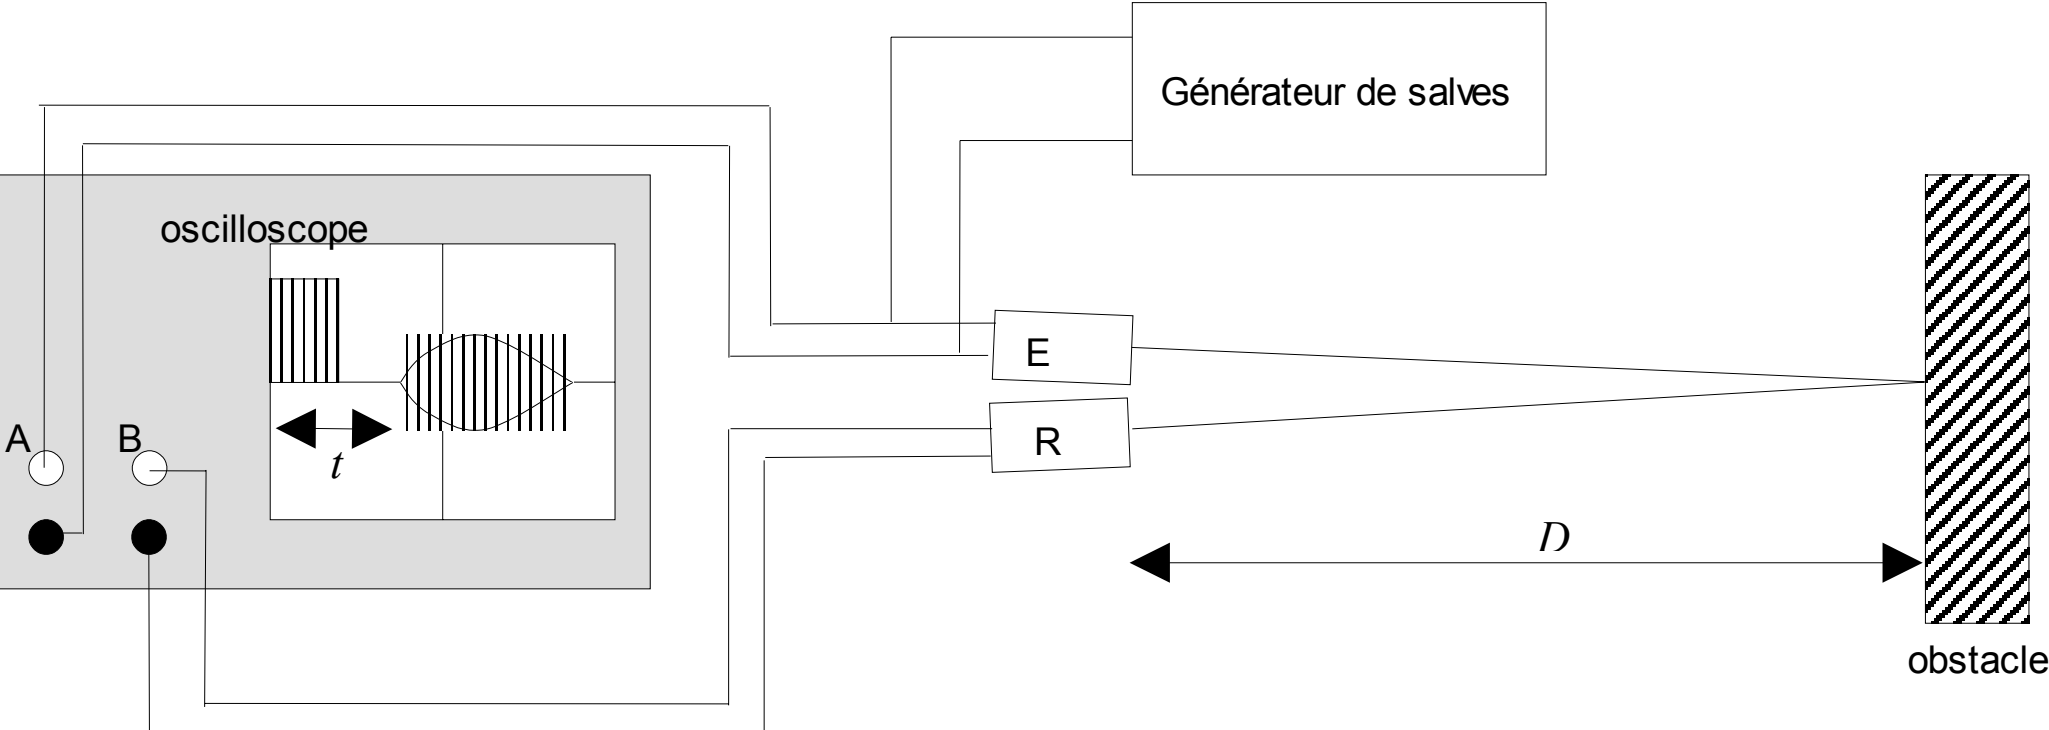 Générateur de salves
oscilloscope
E
A
B
t
R
D
obstacle